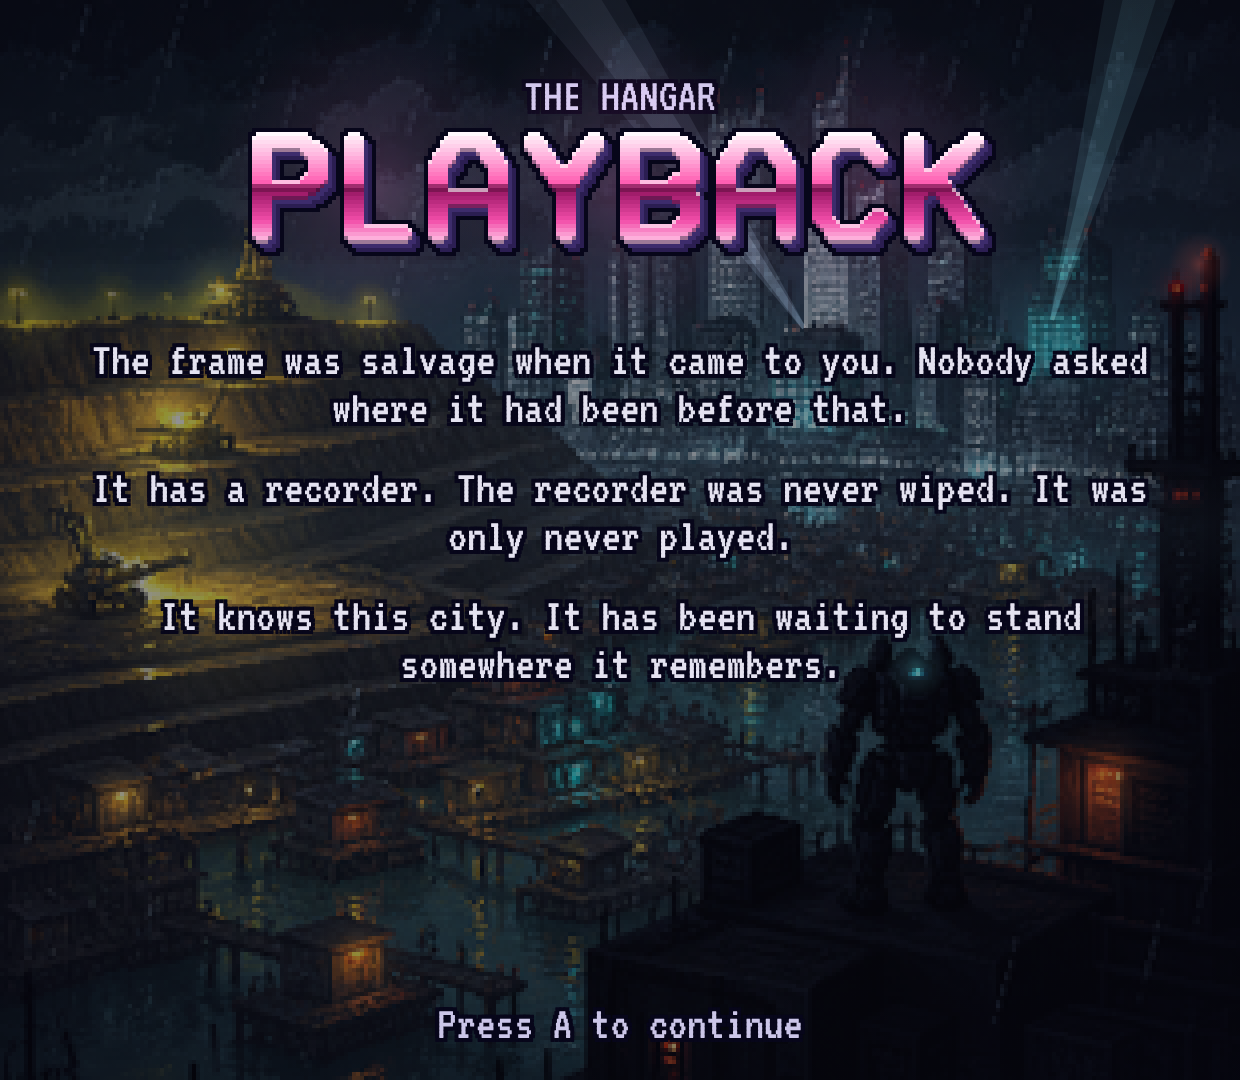 THE HANGAR
PLAYBACK
The frame was salvage when it came to you. Nobody asked
where it had been before that.
It has a recorder. The recorder was never wiped. It was
only never played.
It knows this city. It has been waiting to stand
somewhere it remembers.
Press A to continue